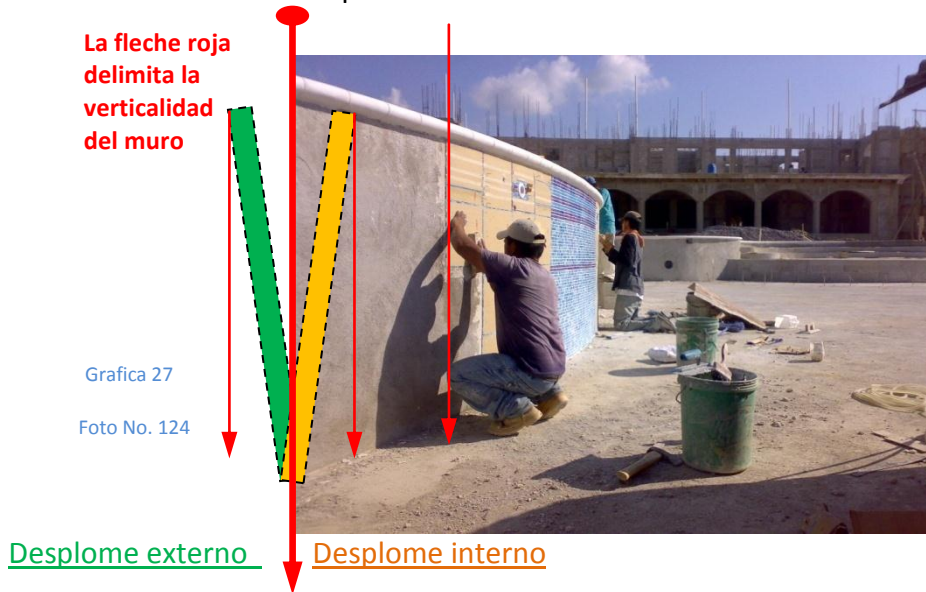 La fleche roja
delimita la
verticalidad
del muro
Grafica 27
Foto No. 124
Desplome externo
Desplome interno